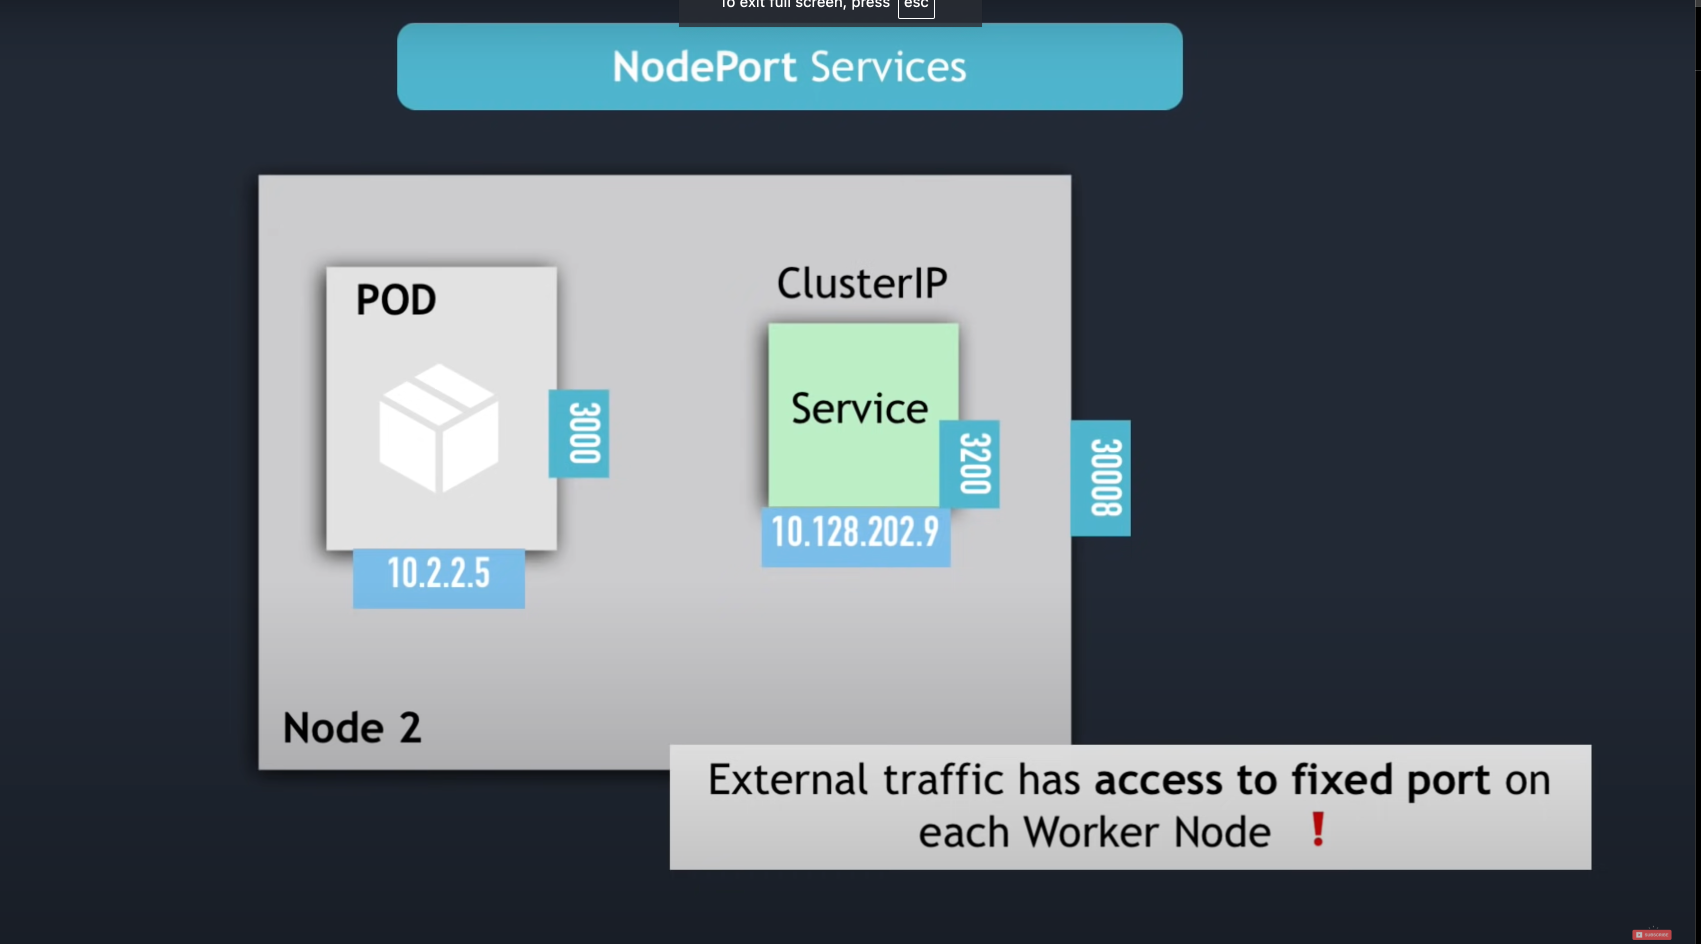 To exit full screen, press esc
NodePort Services
POD
ClusterIP
Service
3000
3200
30008
10.128.202.9
10.2.2.5
Node 2
External traffic has access to fixed port on
each Worker Node !
SUBSCRIBE